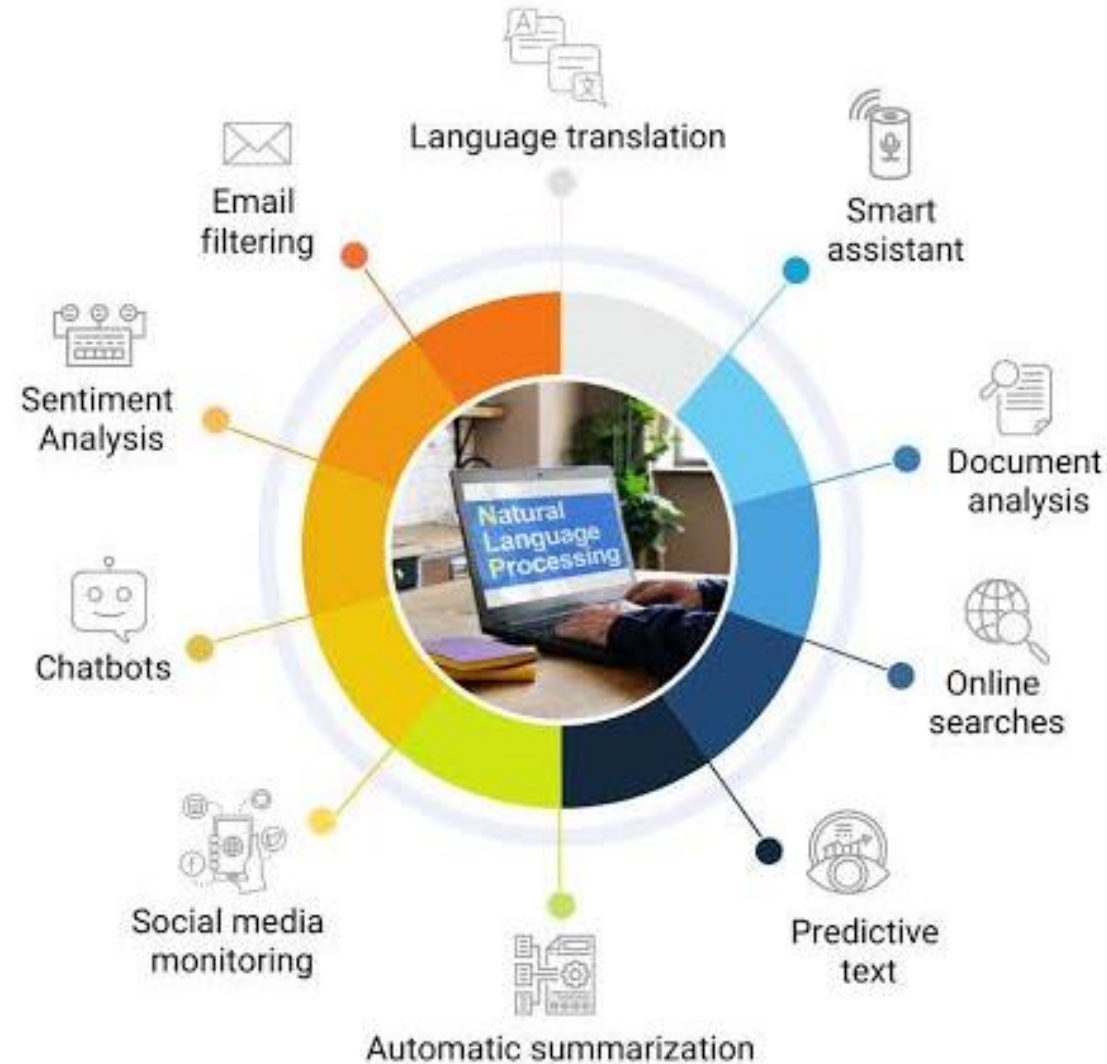 Language translation
Smart
assistant
Document
analysis
Online
searches
Predictive
text
Automatic summarization
Social media
monitoring
Chatbots
Sentiment
Analysis
Email
filtering
Natural
Language
Processing
A
文
f